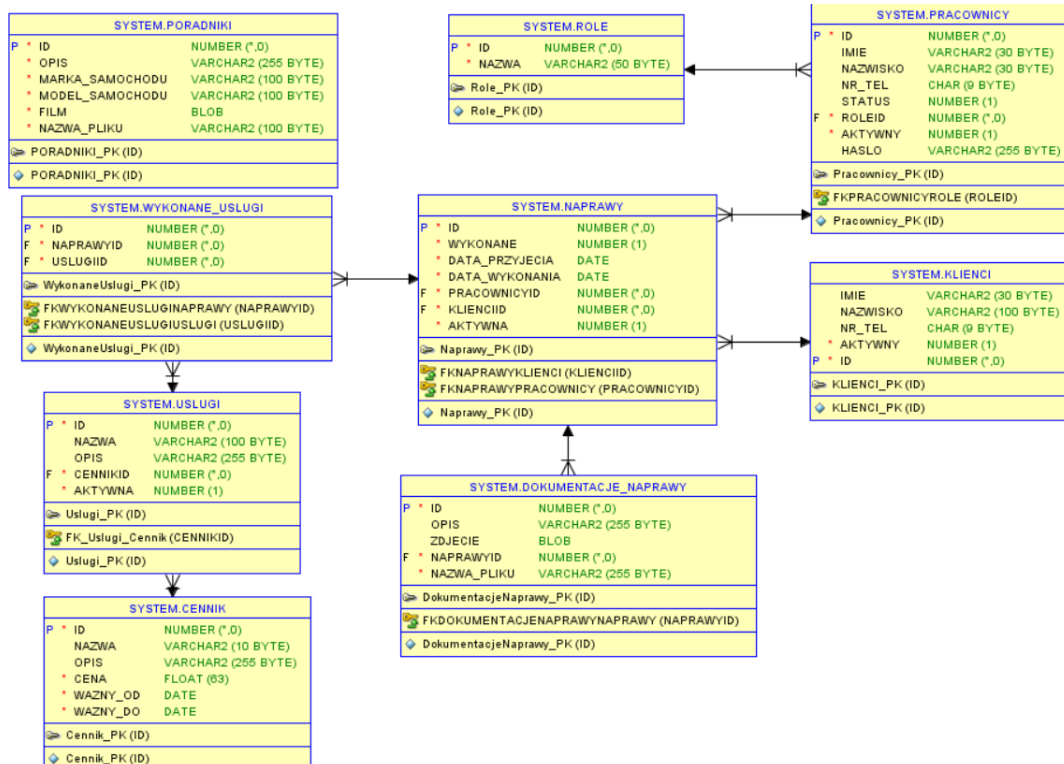 SYSTEM.PORADNIKI
P * ID NUMBER (*,0)
* OPIS VARCHAR2 (255 BYTE)
* MARKA_SAMOCHODU VARCHAR2 (100 BYTE)
* MODEL_SAMOCHODU VARCHAR2 (100 BYTE)
* FILM BLOB
* NAZWA_PLIKU VARCHAR2 (100 BYTE)
PORADNIKI_PK (ID)
PORADNIKI_PK (ID)
SYSTEM.ROLE
P * ID NUMBER (*,0)
* NAZWA VARCHAR2 (50 BYTE)
Role_PK (ID)
Role_PK (ID)
SYSTEM.PRACOWNICY
P * ID NUMBER (*,0)
IMIE VARCHAR2 (30 BYTE)
NAZWISKO VARCHAR2 (30 BYTE)
NR_TEL CHAR (9 BYTE)
STATUS NUMBER (1)
F * ROLEID NUMBER (*,0)
* AKTYWNY NUMBER (1)
HASLO VARCHAR2 (255 BYTE)
Pracownicy_PK (ID)
FKPRACOWNICYROLE (ROLEID)
Pracownicy_PK (ID)
SYSTEM.WYKONANE_USLUGI
P * ID NUMBER (*,0)
F * NAPRAWYID NUMBER (*,0)
F * USLUGIID NUMBER (*,0)
WykonaneUslugi_PK (ID)
FKWYKONANEUSLUGINAPRAWY (NAPRAWYID)
FKWYKONANEUSLUGIUSLUGI (USLUGIID)
WykonaneUslugi_PK (ID)
SYSTEM.NAPRAWY
P * ID NUMBER (*,0)
* WYKONANE NUMBER (1)
* DATA_PRZYJECIA DATE
* DATA_WYKONANIA DATE
F * PRACOWNICYID NUMBER (*,0)
F * KLIENCIID NUMBER (*,0)
* AKTYWNA NUMBER (1)
Naprawy_PK (ID)
FKNAPRAWYKLIENCI (KLIENCIID)
FKNAPRAWYPRACOWNICY (PRACOWNICYID)
Naprawy_PK (ID)
SYSTEM.KLIENCI
IMIE VARCHAR2 (30 BYTE)
NAZWISKO VARCHAR2 (100 BYTE)
NR_TEL CHAR (9 BYTE)
* AKTYWNY NUMBER (1)
P * ID NUMBER (*,0)
KLIENCI_PK (ID)
KLIENCI_PK (ID)
SYSTEM.USLUGI
P * ID NUMBER (*,0)
NAZWA VARCHAR2 (100 BYTE)
OPIS VARCHAR2 (255 BYTE)
F * CENNIKID NUMBER (*,0)
* AKTYWNA NUMBER (1)
Uslugi_PK (ID)
FK_Uslugi_Cennik (CENNIKID)
Uslugi_PK (ID)
SYSTEM.DOKUMENTACJE_NAPRAWY
P * ID NUMBER (*,0)
OPIS VARCHAR2 (255 BYTE)
ZDJECIE BLOB
F * NAPRAWYID NUMBER (*,0)
* NAZWA_PLIKU VARCHAR2 (255 BYTE)
DokumentacjeNaprawy_PK (ID)
FKDOKUMENTACJENAPRAWYNAPRAWY (NAPRAWYID)
DokumentacjeNaprawy_PK (ID)
SYSTEM.CENNIK
P * ID NUMBER (*,0)
NAZWA VARCHAR2 (10 BYTE)
OPIS VARCHAR2 (255 BYTE)
* CENA FLOAT (63)
* WAZNY_OD DATE
* WAZNY_DO DATE
Cennik_PK (ID)
Cennik_PK (ID)